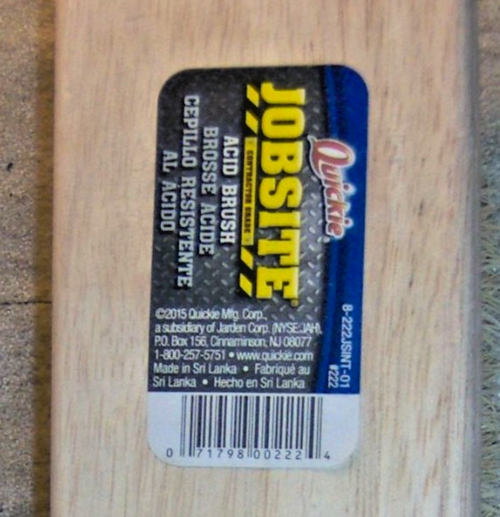 Quickie®
JOBSITE®
CONTRACTOR GRADE
ACID BRUSH
BROSSE ACIDE
CEPILLO RESISTENTE
AL ACIDO
8-222JSINT-01
#222
©2015 Quickie Mfg. Corp.,
a subsidiary of Jarden Corp. (NYSE:JAH),
P.O. Box 156, Cinnaminson, NJ 08077
1-800-257-5751 • www.quickie.com
Made in Sri Lanka • Fabriqué au
Sri Lanka • Hecho en Sri Lanka
0 71798 00222 4